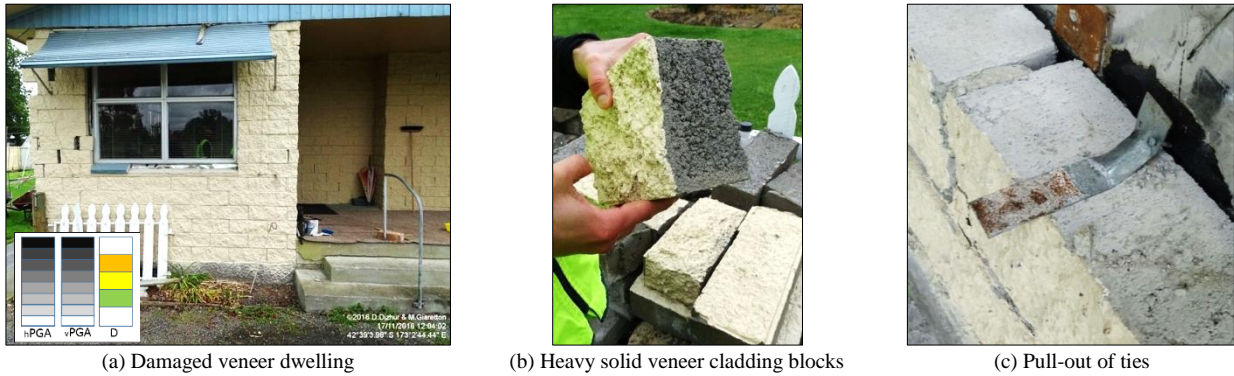 hPGA vPGA D
©2016 D.Dizhur & M.Giaretton
17/11/2016 12:04:02
42°39'3.98" S 173°2'44.44" E
(a) Damaged veneer dwelling
(b) Heavy solid veneer cladding blocks
(c) Pull-out of ties